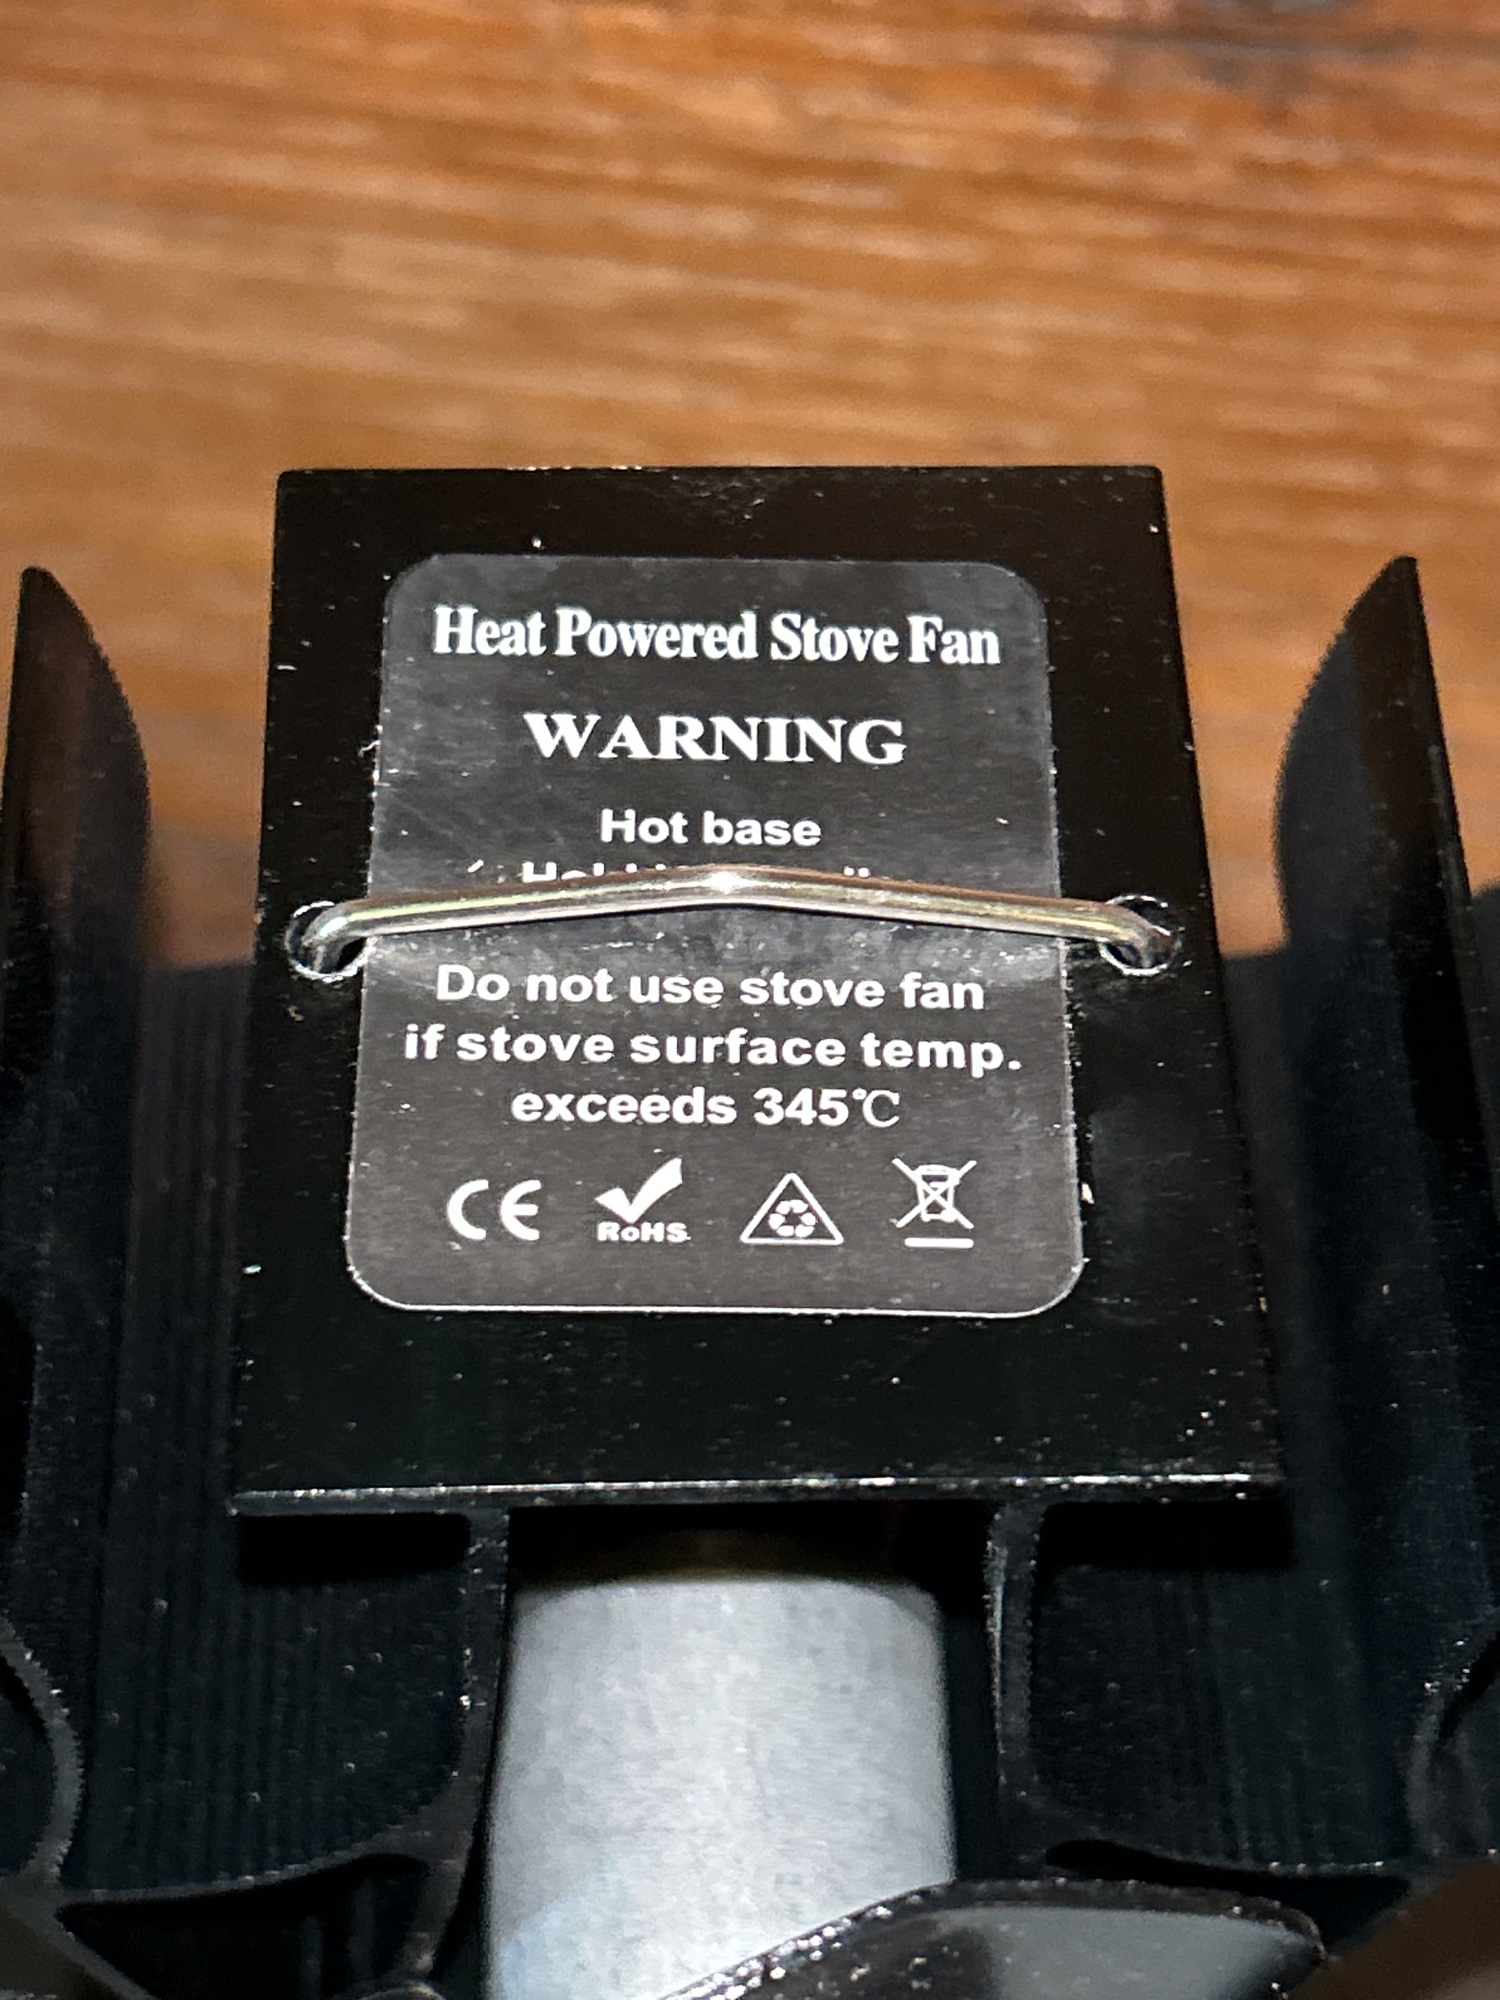 Heat Powered Stove Fan
WARNING
Hot base
Do not use stove fan
if stove surface temp.
exceeds 345℃
CE
RoHS